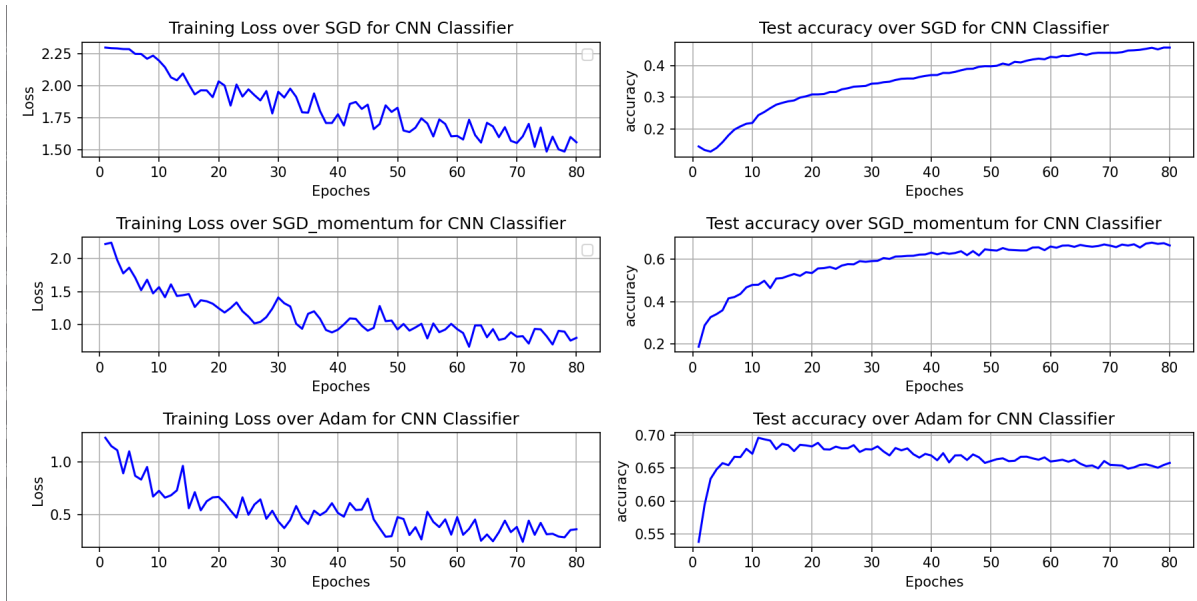 Training Loss over SGD for CNN Classifier
2.25
2.00
1.75
1.50
Loss
0 10 20 30 40 50 60 70 80
Epoches
Test accuracy over SGD for CNN Classifier
0.4
0.3
0.2
accuracy
0 10 20 30 40 50 60 70 80
Epoches
Training Loss over SGD_momentum for CNN Classifier
2.0
1.5
1.0
Loss
0 10 20 30 40 50 60 70 80
Epoches
Test accuracy over SGD_momentum for CNN Classifier
0.6
0.4
0.2
accuracy
0 10 20 30 40 50 60 70 80
Epoches
Training Loss over Adam for CNN Classifier
1.0
0.5
Loss
0 10 20 30 40 50 60 70 80
Epoches
Test accuracy over Adam for CNN Classifier
0.70
0.65
0.60
0.55
accuracy
0 10 20 30 40 50 60 70 80
Epoches